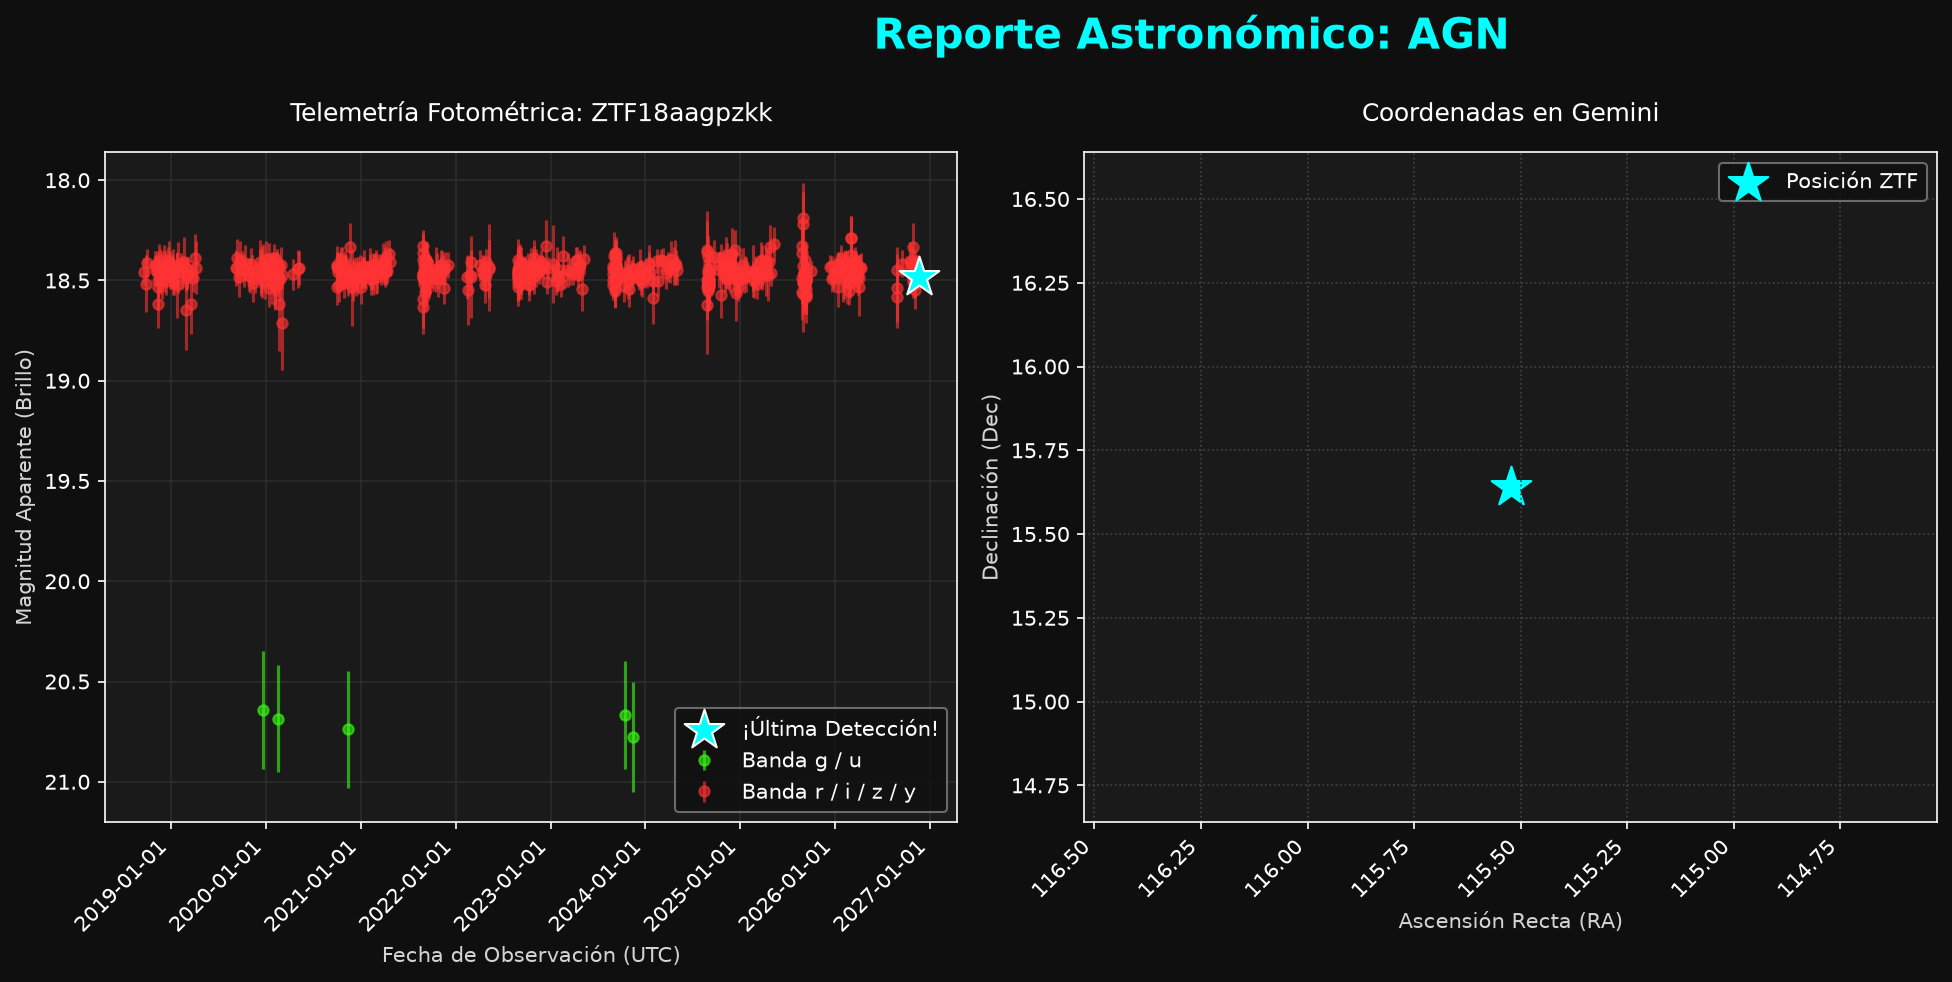 Reporte Astronómico: AGN
Telemetría Fotométrica: ZTF18aagpzkk
Magnitud Aparente (Brillo)
18.0
18.5
19.0
19.5
20.0
20.5
21.0
¡Última Detección!
Banda g / u
Banda r / i / z / y
2019-01-01
2020-01-01
2021-01-01
2022-01-01
2023-01-01
2024-01-01
2025-01-01
2026-01-01
2027-01-01
Fecha de Observación (UTC)
Coordenadas en Gemini
Posición ZTF
Declinación (Dec)
16.50
16.25
16.00
15.75
15.50
15.25
15.00
14.75
116.50
116.25
116.00
115.75
115.50
115.25
115.00
114.75
Ascensión Recta (RA)